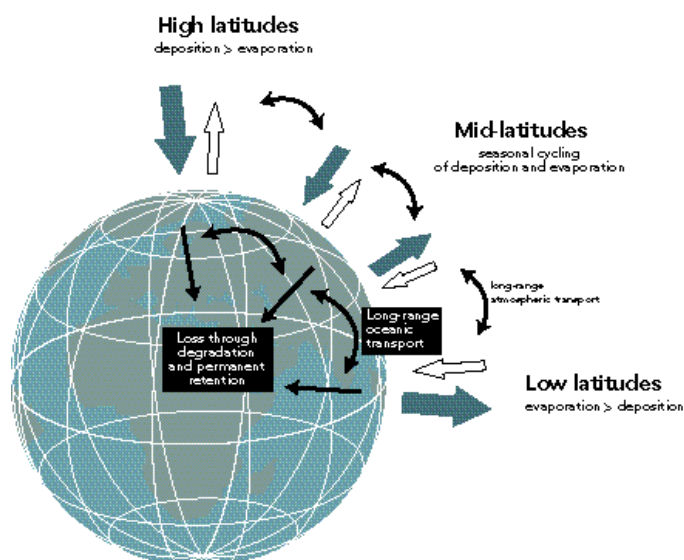 High latitudes
deposition > evaporation
Mid-latitudes
seasonal cycling
of deposition and evaporation
long-range
atmospheric transport
Long-range
oceanic
transport
Loss through
degradation
and permanent
retention
Low latitudes
evaporation > deposition